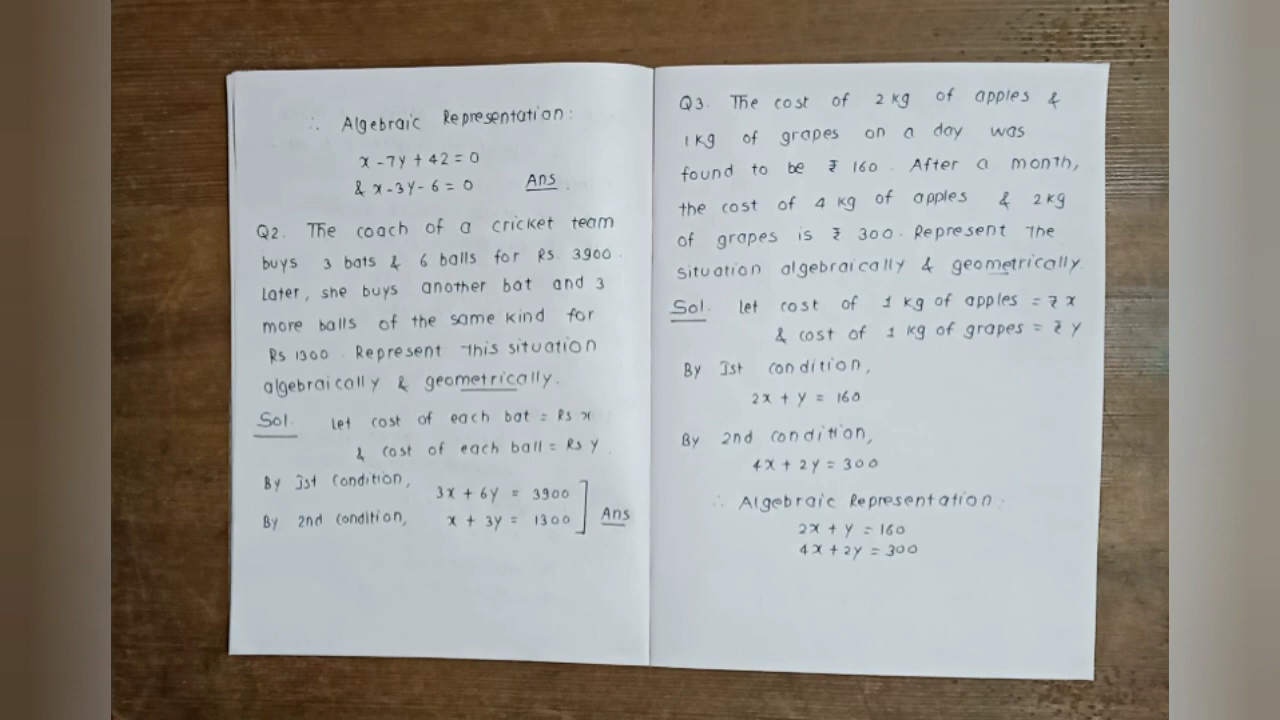 ∴ Algebraic Representation:
x - 7y + 42 = 0
& x - 3y - 6 = 0 Ans.
Q2. The coach of a cricket team
buys 3 bats & 6 balls for Rs 3900.
Later, she buys another bat and 3
more balls of the same kind for
Rs 1300. Represent this situation
algebraically & geometrically.
Sol. let cost of each bat = Rs x
& cost of each ball = Rs y
By Ist condition, 3x + 6y = 3900
By 2nd condition, x + 3y = 1300 ] Ans
Q3. The cost of 2 kg of apples &
1 kg of grapes on a day was
found to be ₹ 160. After a month,
the cost of 4 kg of apples & 2 kg
of grapes is ₹ 300. Represent the
situation algebraically & geometrically.
Sol. let cost of 1 kg of apples = ₹ x
& cost of 1 kg of grapes = ₹ y
By Ist condition,
2x + y = 160
By 2nd condition,
4x + 2y = 300
∴ Algebraic Representation:
2x + y = 160
4x + 2y = 300